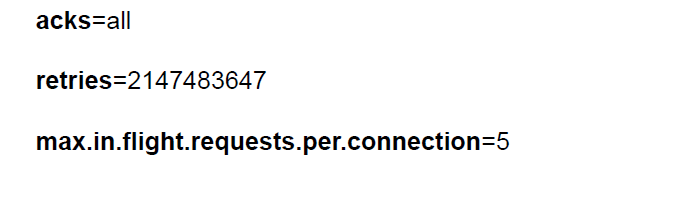 acks=all
retries=2147483647
max.in.flight.requests.per.connection=5